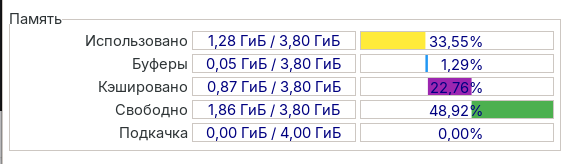 Память
Использовано 1,28 ГиБ / 3,80 ГиБ 33,55%
Буферы 0,05 ГиБ / 3,80 ГиБ 1,29%
Кэшировано 0,87 ГиБ / 3,80 ГиБ 22,76%
Свободно 1,86 ГиБ / 3,80 ГиБ 48,92%
Подкачка 0,00 ГиБ / 4,00 ГиБ 0,00%